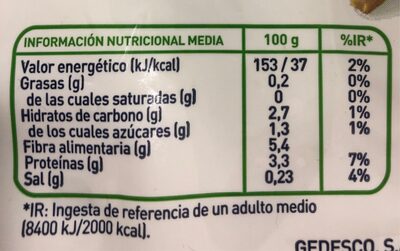 INFORMACIÓN NUTRICIONAL MEDIA 100 g %IR*
Valor energético (kJ/kcal) 153 / 37 2%
Grasas (g) 0,2 0%
de las cuales saturadas (g) 0 0%
Hidratos de carbono (g) 2,7 1%
de los cuales azúcares (g) 1,3 1%
Fibra alimentaria (g) 5,4
Proteínas (g) 3,3 7%
Sal (g) 0,23 4%
*IR: Ingesta de referencia de un adulto medio
(8400 kJ/2000 kcal).
GEDESCO, S.